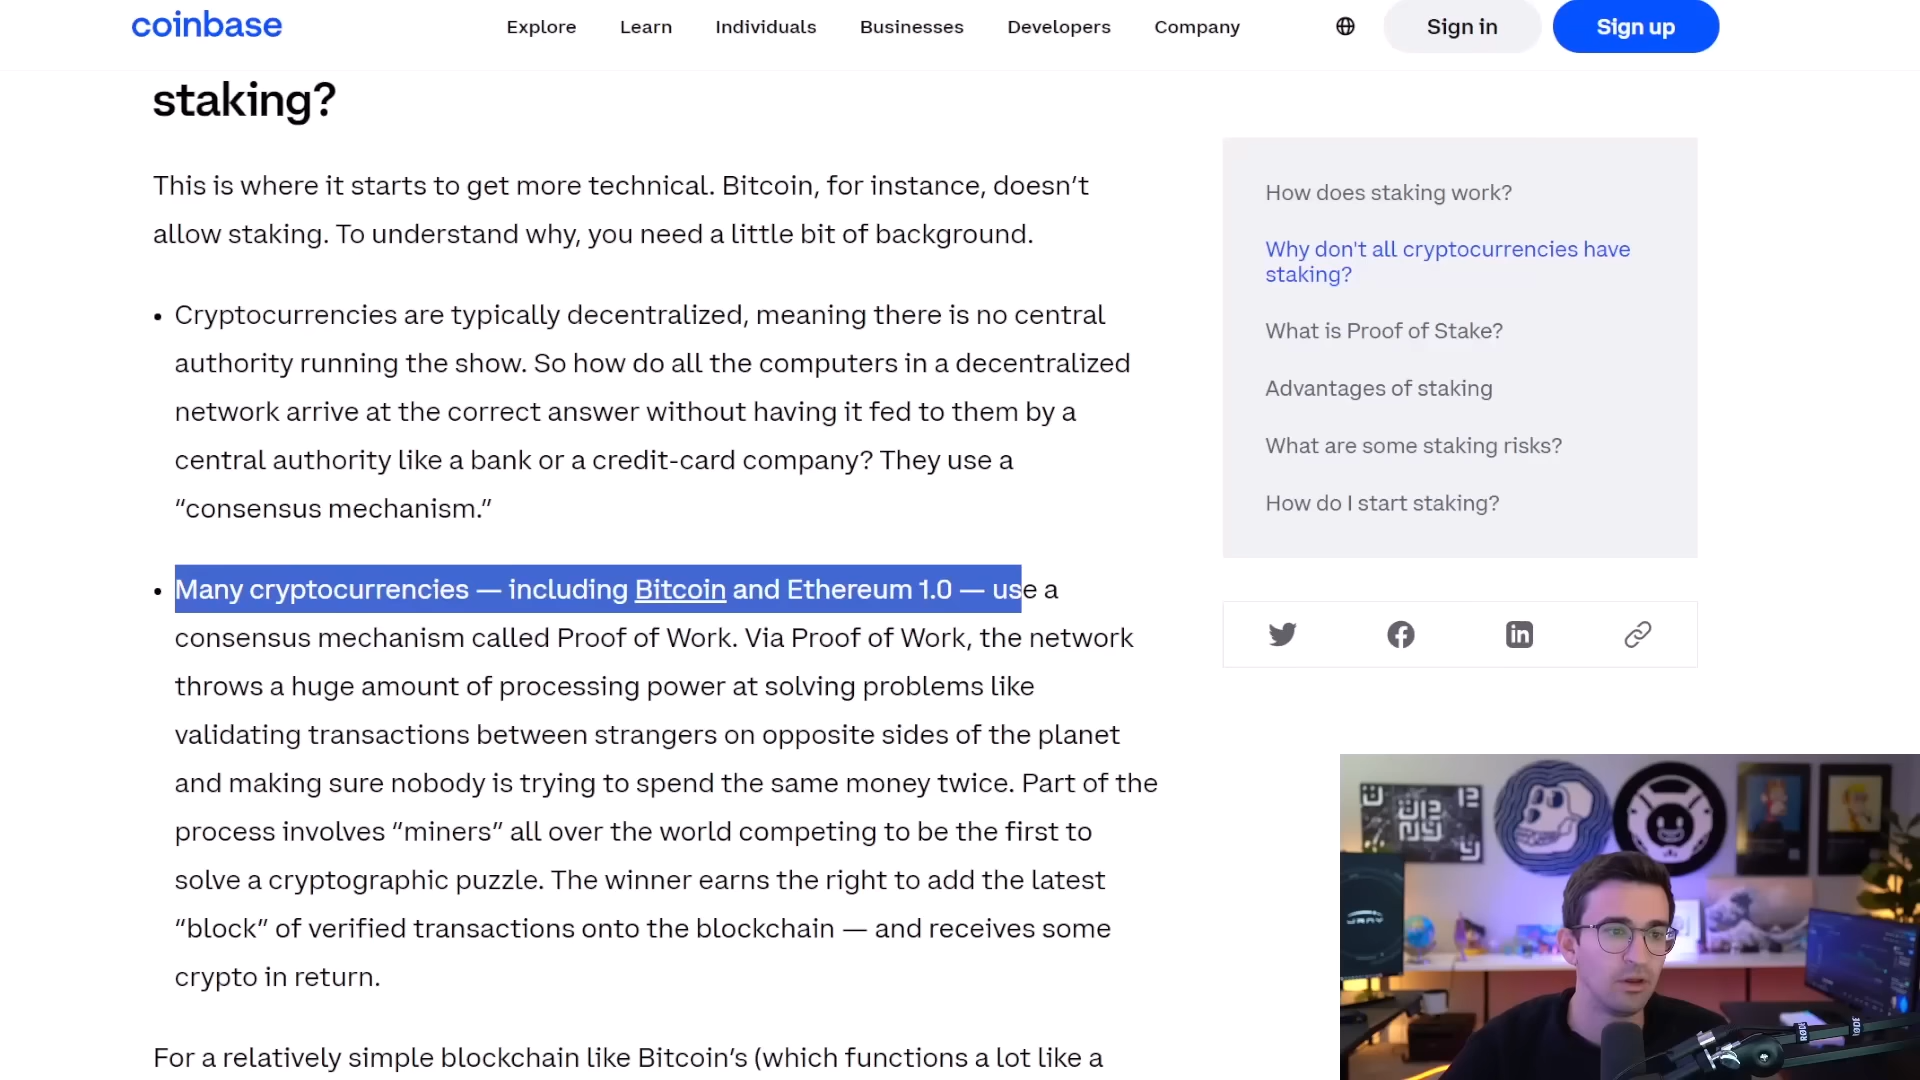 coinbase
Explore
Learn
Individuals
Businesses
Developers
Company
Sign in
Sign up
staking?
This is where it starts to get more technical. Bitcoin, for instance, doesn’t
allow staking. To understand why, you need a little bit of background.
• Cryptocurrencies are typically decentralized, meaning there is no central
authority running the show. So how do all the computers in a decentralized
network arrive at the correct answer without having it fed to them by a
central authority like a bank or a credit-card company? They use a
“consensus mechanism.”
• Many cryptocurrencies — including Bitcoin and Ethereum 1.0 — use a
consensus mechanism called Proof of Work. Via Proof of Work, the network
throws a huge amount of processing power at solving problems like
validating transactions between strangers on opposite sides of the planet
and making sure nobody is trying to spend the same money twice. Part of the
process involves “miners” all over the world competing to be the first to
solve a cryptographic puzzle. The winner earns the right to add the latest
“block” of verified transactions onto the blockchain — and receives some
crypto in return.
For a relatively simple blockchain like Bitcoin’s (which functions a lot like a
How does staking work?
Why don't all cryptocurrencies have
staking?
What is Proof of Stake?
Advantages of staking
What are some staking risks?
How do I start staking?
RØDE
RØDE